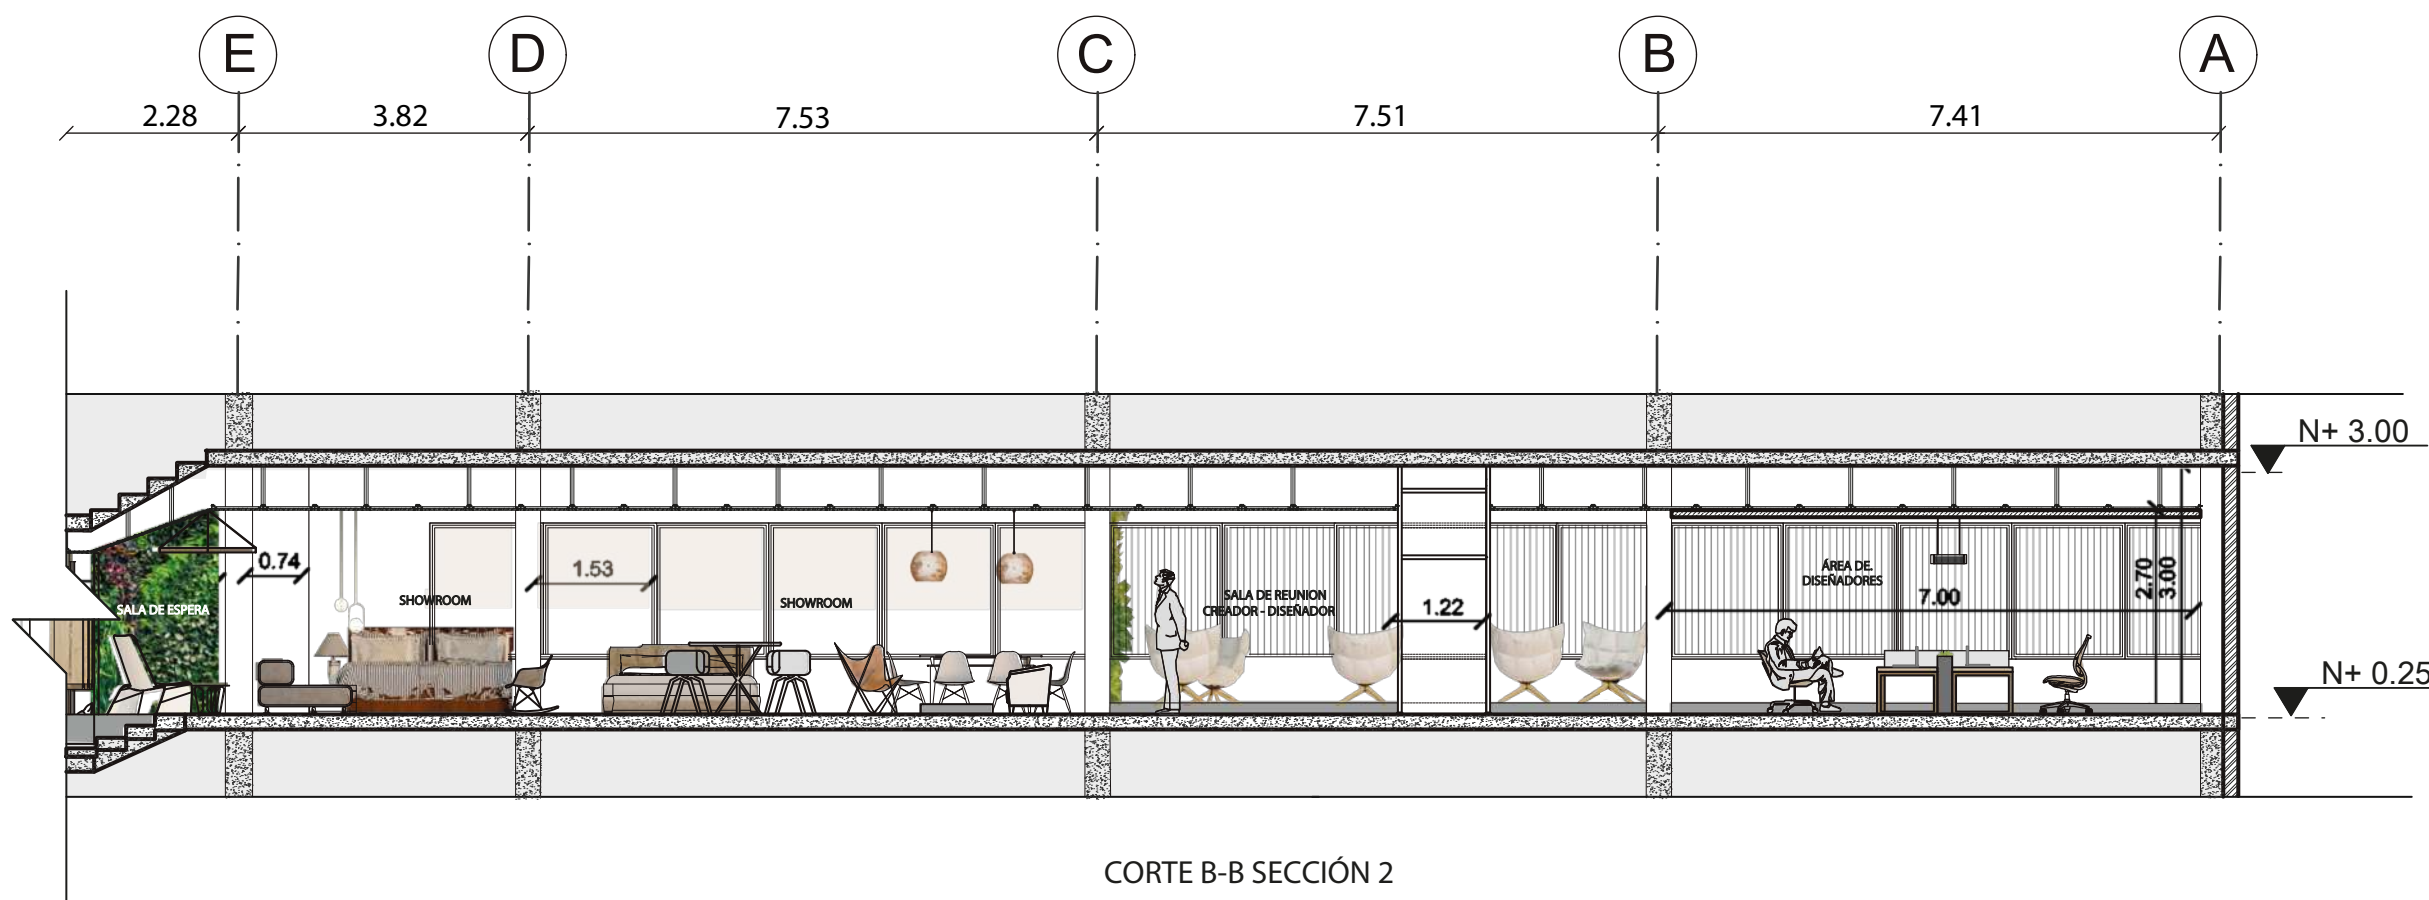 E D C B A
2.28 3.82 7.53 7.51 7.41
N+ 3.00
0.74
1.53
SHOWROOM
SHOWROOM
SALA DE ESPERA
SALA DE REUNION
CREADOR - DISEÑADOR
1.22
ÁREA DE.
DISEÑADORES
7.00
2.70
3.00
N+ 0.25
CORTE B-B SECCIÓN 2